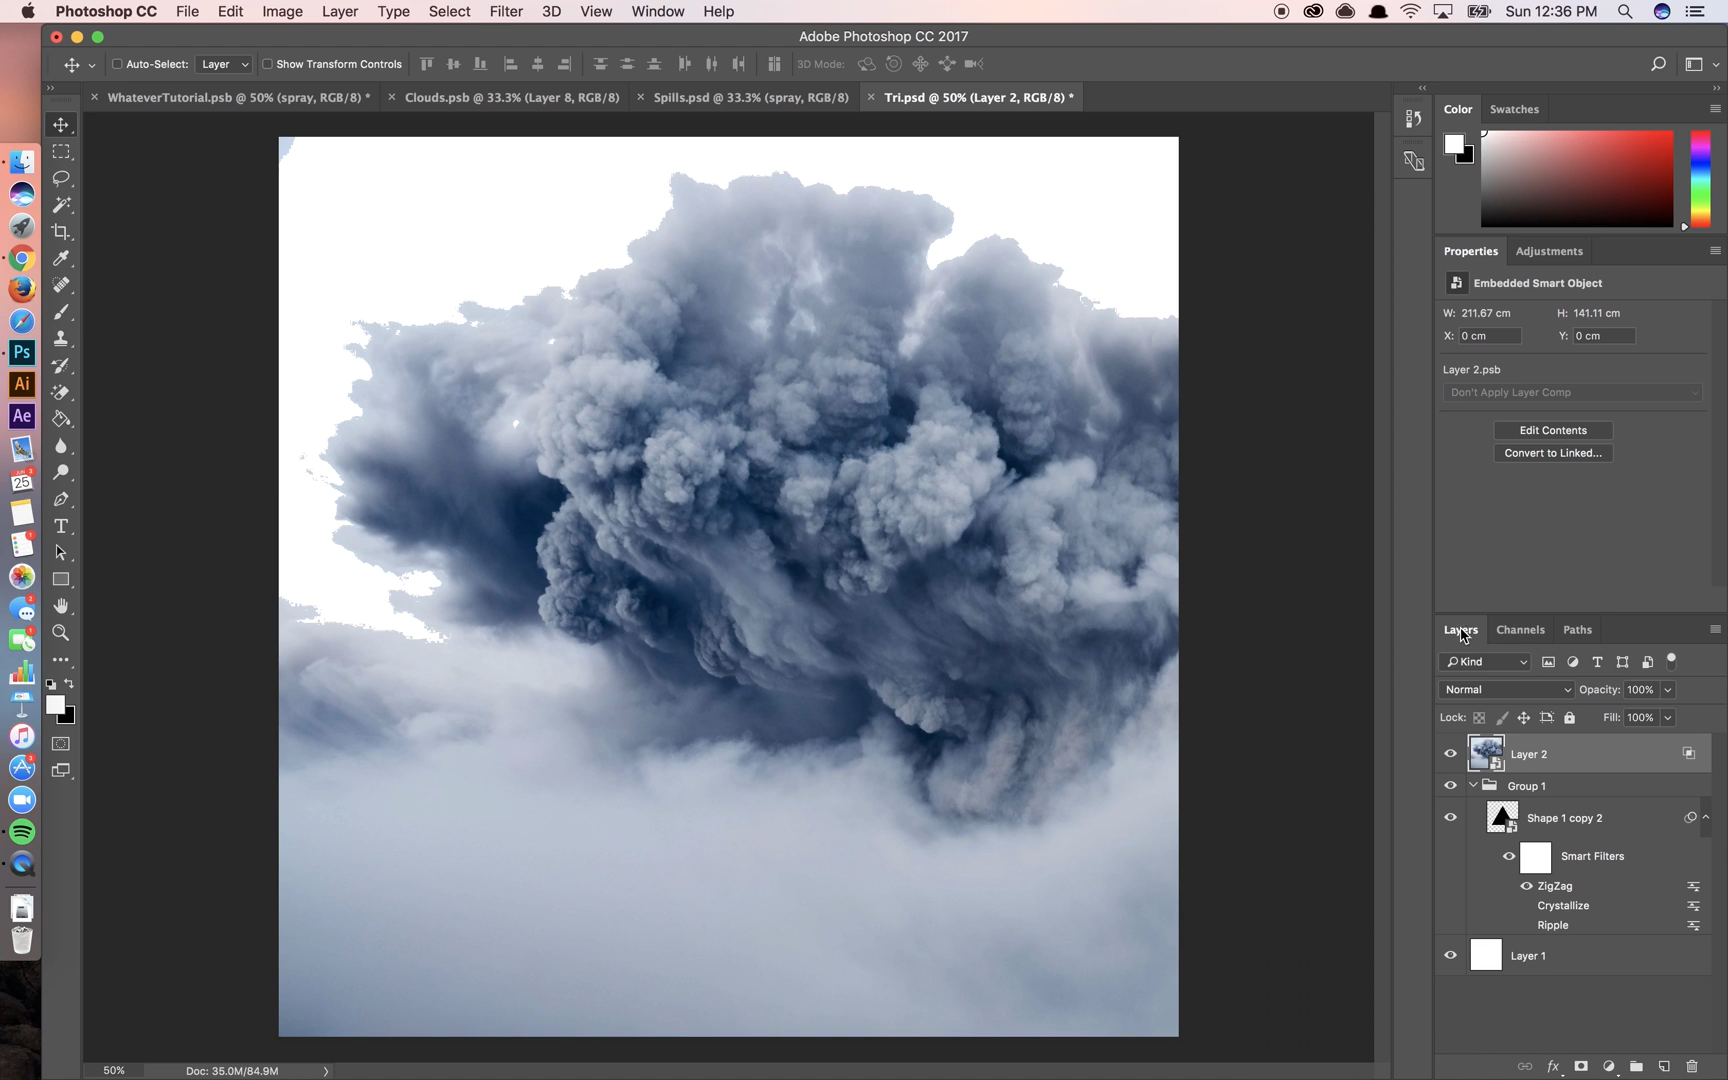 Photoshop CC File Edit Image Layer Type Select Filter 3D View Window Help Sun 12:36 PM
Adobe Photoshop CC 2017
Auto-Select: Layer Show Transform Controls 3D Mode:
WhateverTutorial.psb @ 50% (spray, RGB/8) * Clouds.psb @ 33.3% (Layer 8, RGB/8) Spills.psd @ 33.3% (spray, RGB/8) Tri.psd @ 50% (Layer 2, RGB/8) *
Color Swatches
Properties Adjustments
Embedded Smart Object
W: 211.67 cm H: 141.11 cm
X: 0 cm Y: 0 cm
Layer 2.psb
Don't Apply Layer Comp
Edit Contents
Convert to Linked...
Ps
Ai
Ae
25
T
Layers Channels Paths
Kind
Normal Opacity: 100%
Lock: Fill: 100%
Layer 2
Group 1
Shape 1 copy 2
Smart Filters
ZigZag
Crystallize
Ripple
Layer 1
fx
50% Doc: 35.0M/84.9M